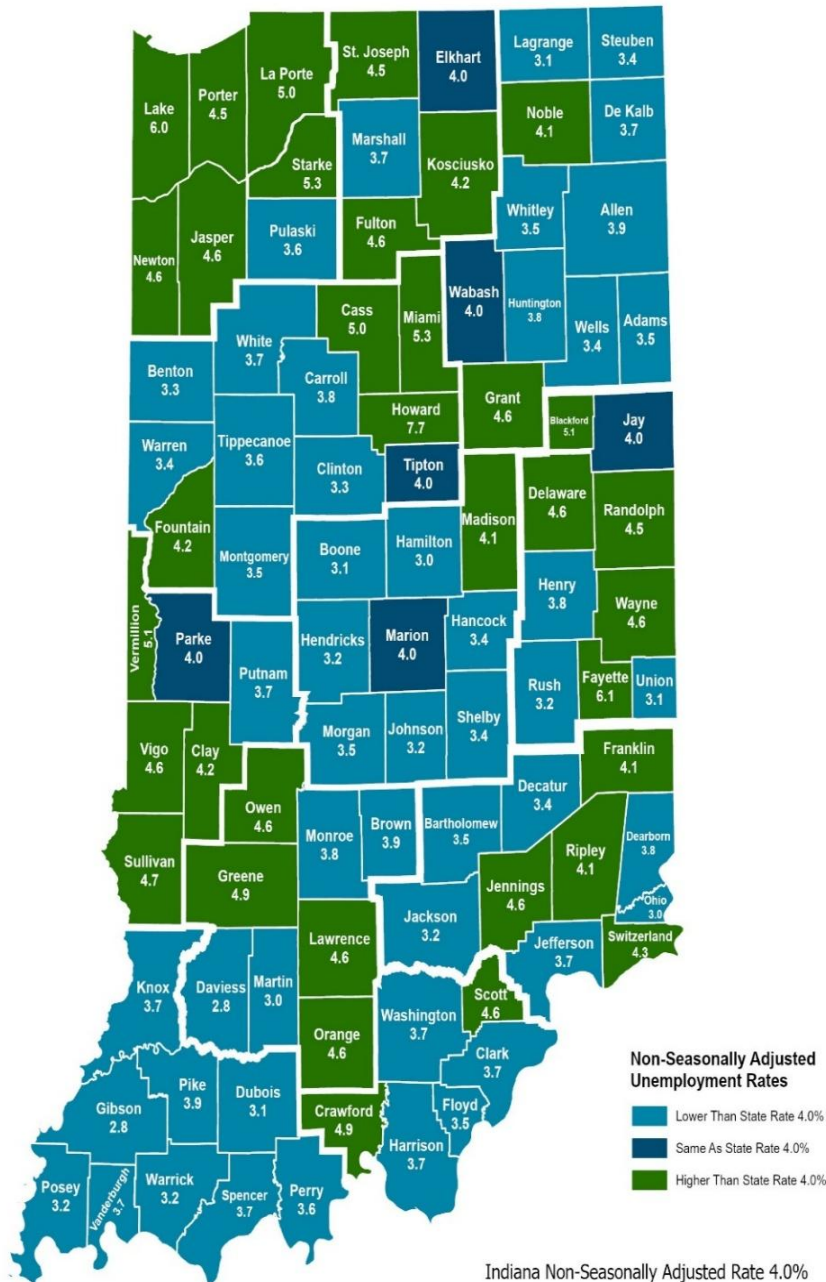 Lagrange
3.1
Steuben
3.4
St. Joseph
4.5
Elkhart
4.0
La Porte
5.0
Porter
4.5
Lake
6.0
Noble
4.1
De Kalb
3.7
Marshall
3.7
Starke
5.3
Kosciusko
4.2
Whitley
3.5
Allen
3.9
Pulaski
3.6
Fulton
4.6
Jasper
4.6
Newton
4.6
Wabash
4.0
Huntington
3.8
Cass
5.0
Miami
5.3
Wells
3.4
Adams
3.5
White
3.7
Benton
3.3
Carroll
3.8
Grant
4.6
Howard
7.7
Blackford
5.1
Jay
4.0
Warren
3.4
Tippecanoe
3.6
Clinton
3.3
Tipton
4.0
Delaware
4.6
Randolph
4.5
Madison
4.1
Fountain
4.2
Boone
3.1
Hamilton
3.0
Montgomery
3.5
Henry
3.8
Wayne
4.6
Vermillion
5.1
Parke
4.0
Hendricks
3.2
Marion
4.0
Hancock
3.4
Putnam
3.7
Rush
3.2
Fayette
6.1
Union
3.1
Morgan
3.5
Johnson
3.2
Shelby
3.4
Vigo
4.6
Clay
4.2
Franklin
4.1
Decatur
3.4
Owen
4.6
Monroe
3.8
Brown
3.9
Bartholomew
3.5
Dearborn
3.8
Ripley
4.1
Sullivan
4.7
Greene
4.9
Jennings
4.6
Ohio
3.0
Jackson
3.2
Lawrence
4.6
Jefferson
3.7
Switzerland
4.3
Knox
3.7
Daviess
2.8
Martin
3.0
Scott
4.6
Washington
3.7
Orange
4.6
Clark
3.7
Pike
3.9
Dubois
3.1
Gibson
2.8
Crawford
4.9
Floyd
3.5
Harrison
3.7
Posey
3.2
Vanderburgh
3.7
Warrick
3.2
Spencer
3.7
Perry
3.6
Non-Seasonally Adjusted
Unemployment Rates
Lower Than State Rate 4.0%
Same As State Rate 4.0%
Higher Than State Rate 4.0%
Indiana Non-Seasonally Adjusted Rate 4.0%